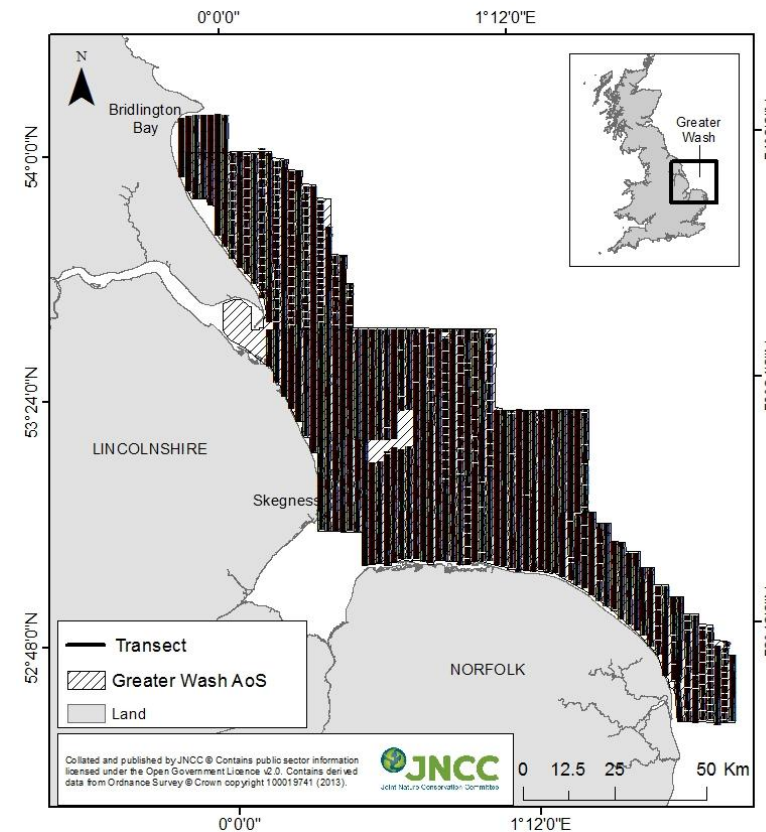 0°0'0"
1°12'0"E
N
Bridlington
Bay
Greater
Wash
54°0'0"N
53°24'0"N
LINCOLNSHIRE
Skegness
52°48'0"N
NORFOLK
Transect
Greater Wash AoS
Land
Collated and published by JNCC © Contains public sector information
licensed under the Open Government Licence v2.0. Contains derived
data from Ordnance Survey © Crown copyright 100019741 (2013).
JNCC
Joint Nature Conservation Committee
0 12.5 25 50 Km
0°0'0"
1°12'0"E